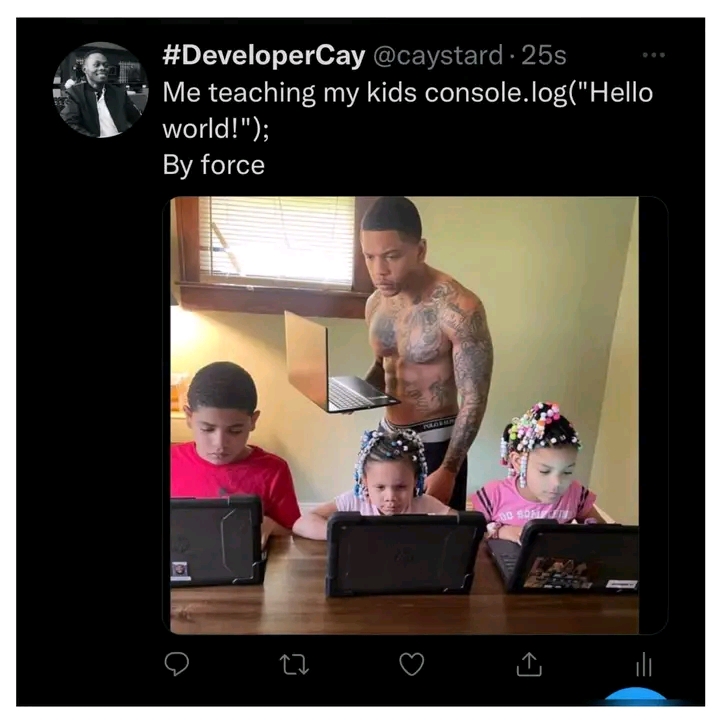 #DeveloperCay @caystard · 25s
Me teaching my kids console.log("Hello
world!");
By force